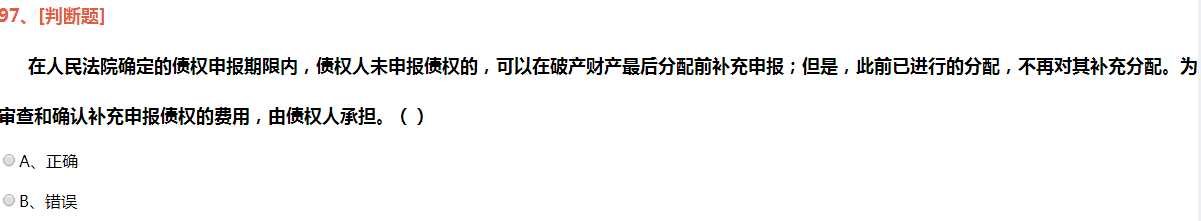 97、[判断题]
在人民法院确定的债权申报期限内，债权人未申报债权的，可以在破产财产最后分配前补充申报；但是，此前已进行的分配，不再对其补充分配。为
审查和确认补充申报债权的费用，由债权人承担。（ ）
A、正确
B、错误